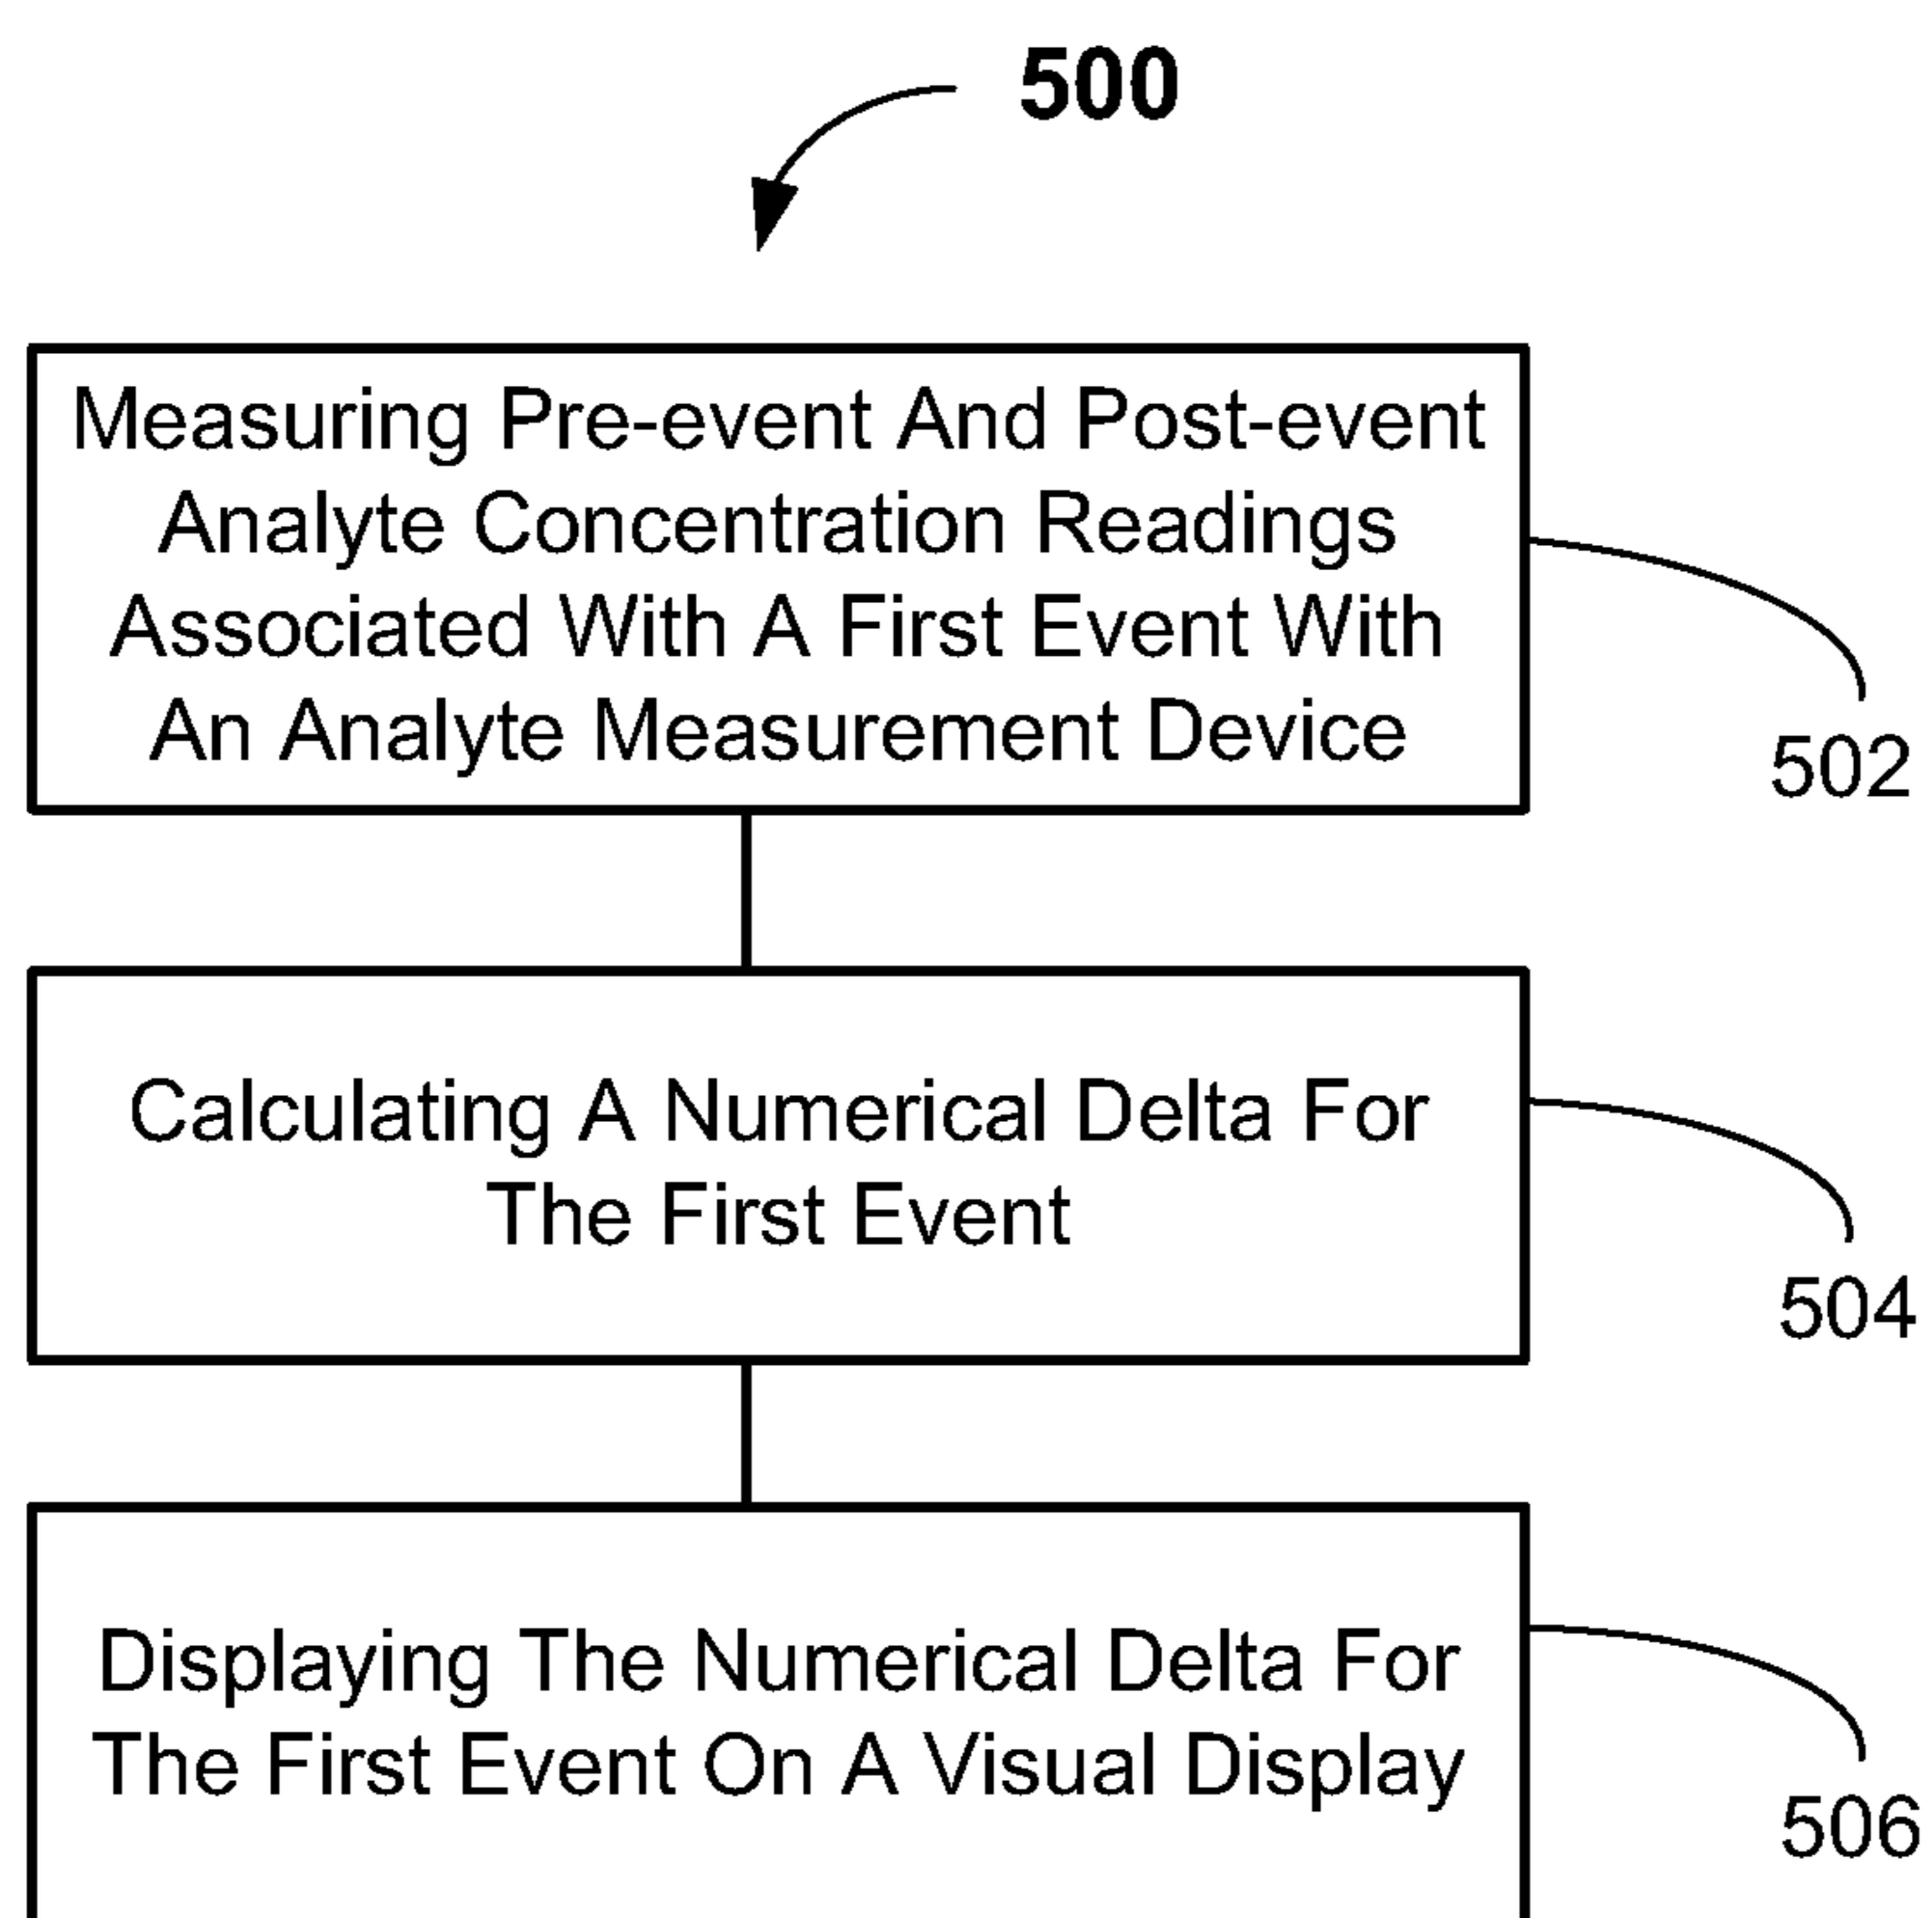 500
Measuring Pre-event And Post-event
Analyte Concentration Readings
Associated With A First Event With
An Analyte Measurement Device
502
Calculating A Numerical Delta For
The First Event
504
Displaying The Numerical Delta For
The First Event On A Visual Display
506